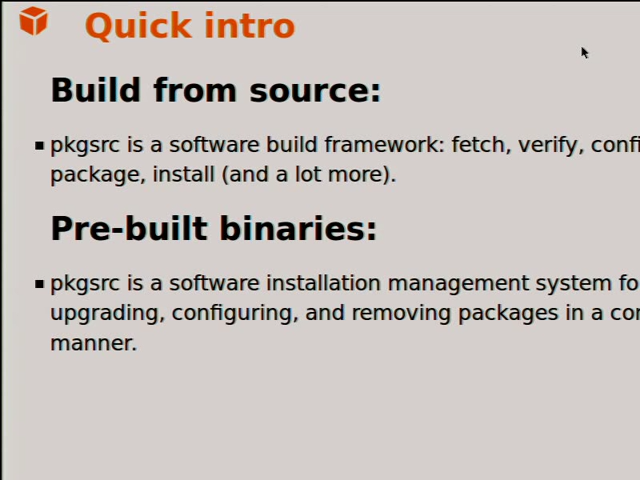 Quick intro
Build from source:
pkgsrc is a software build framework: fetch, verify,
package, install (and a lot more).
Pre-built binaries:
pkgsrc is a software installation management system
upgrading, configuring, and removing packages in a
manner.